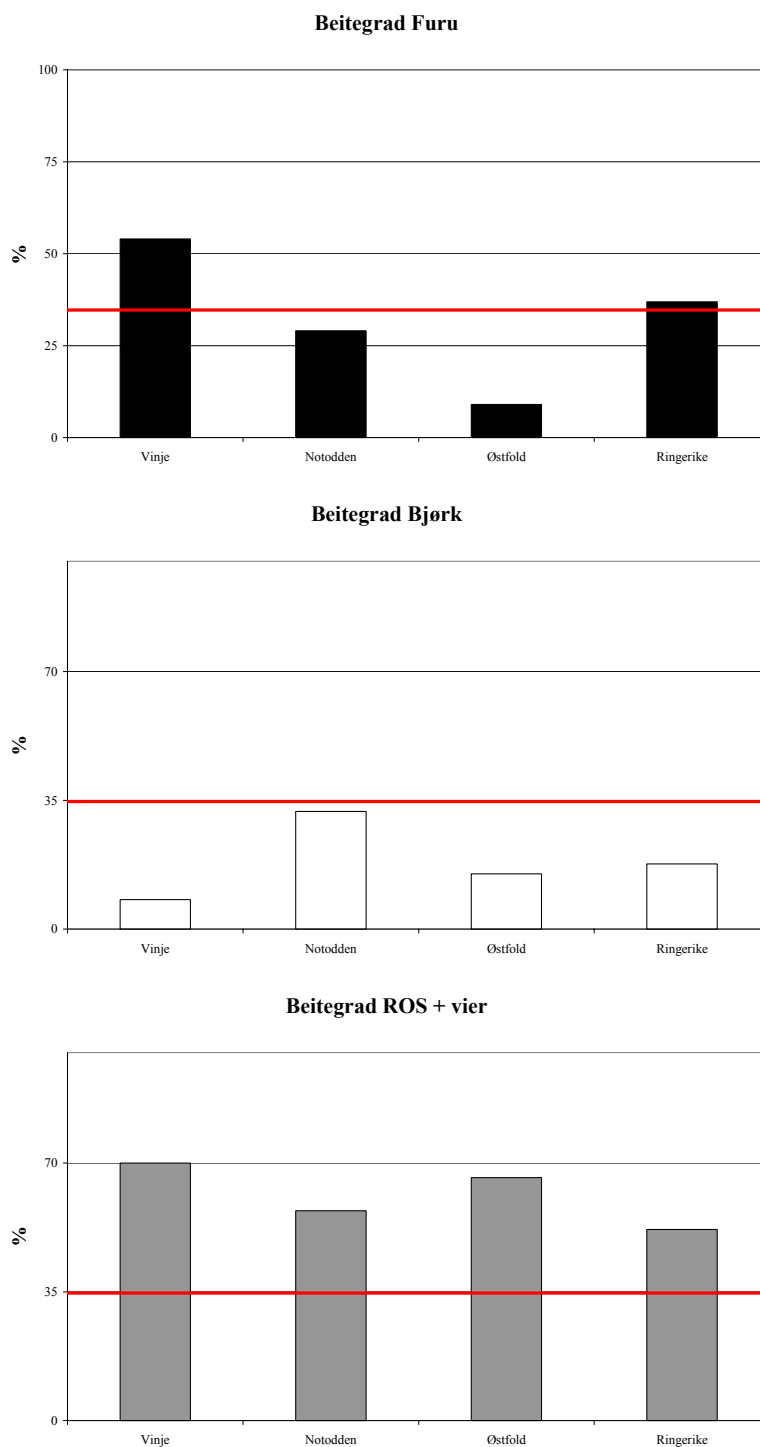 Beitegrad Furu
100
75
50
25
0
%
Vinje Notodden Østfold Ringerike
Beitegrad Bjørk
70
35
0
%
Vinje Notodden Østfold Ringerike
Beitegrad ROS + vier
70
35
0
%
Vinje Notodden Østfold Ringerike